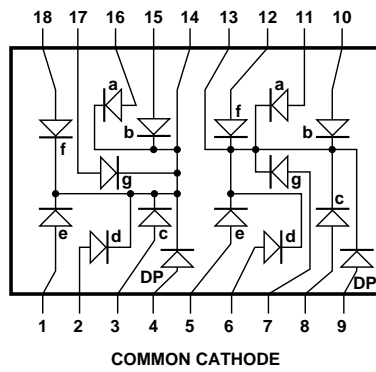 18 17 16 15 14 13 12 11 10
a a
b f b
f
g g
e c e c
d d
DP DP
1 2 3 4 5 6 7 8 9
COMMON CATHODE